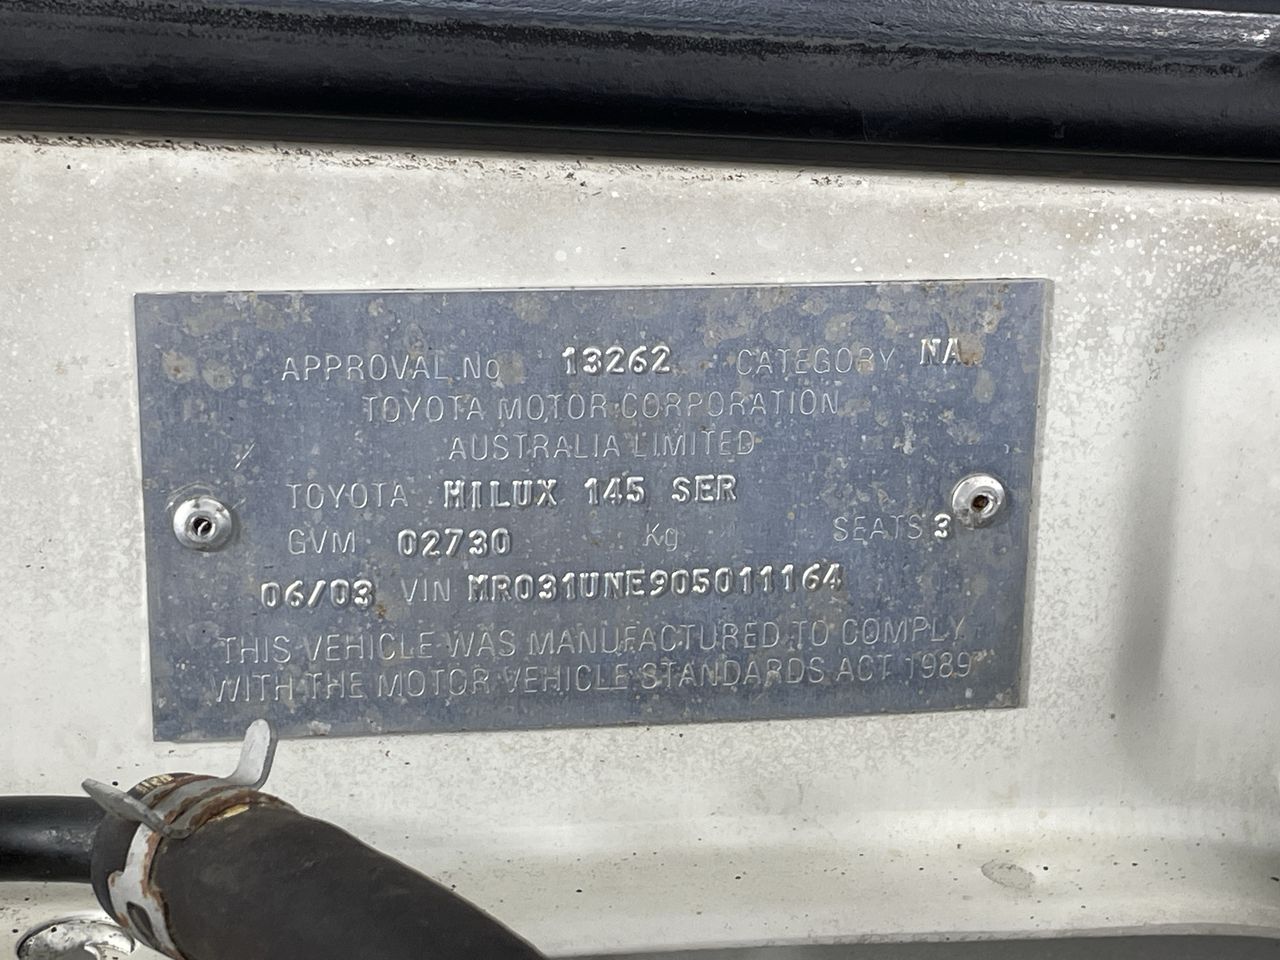 APPROVAL No 13262 CATEGORY NA
TOYOTA MOTOR CORPORATION
AUSTRALIA LIMITED
TOYOTA HILUX 145 SER
GVM 02730 Kg SEATS 3
06/03 VIN MR031UNE905011164
THIS VEHICLE WAS MANUFACTURED TO COMPLY
WITH THE MOTOR VEHICLE STANDARDS ACT 1989